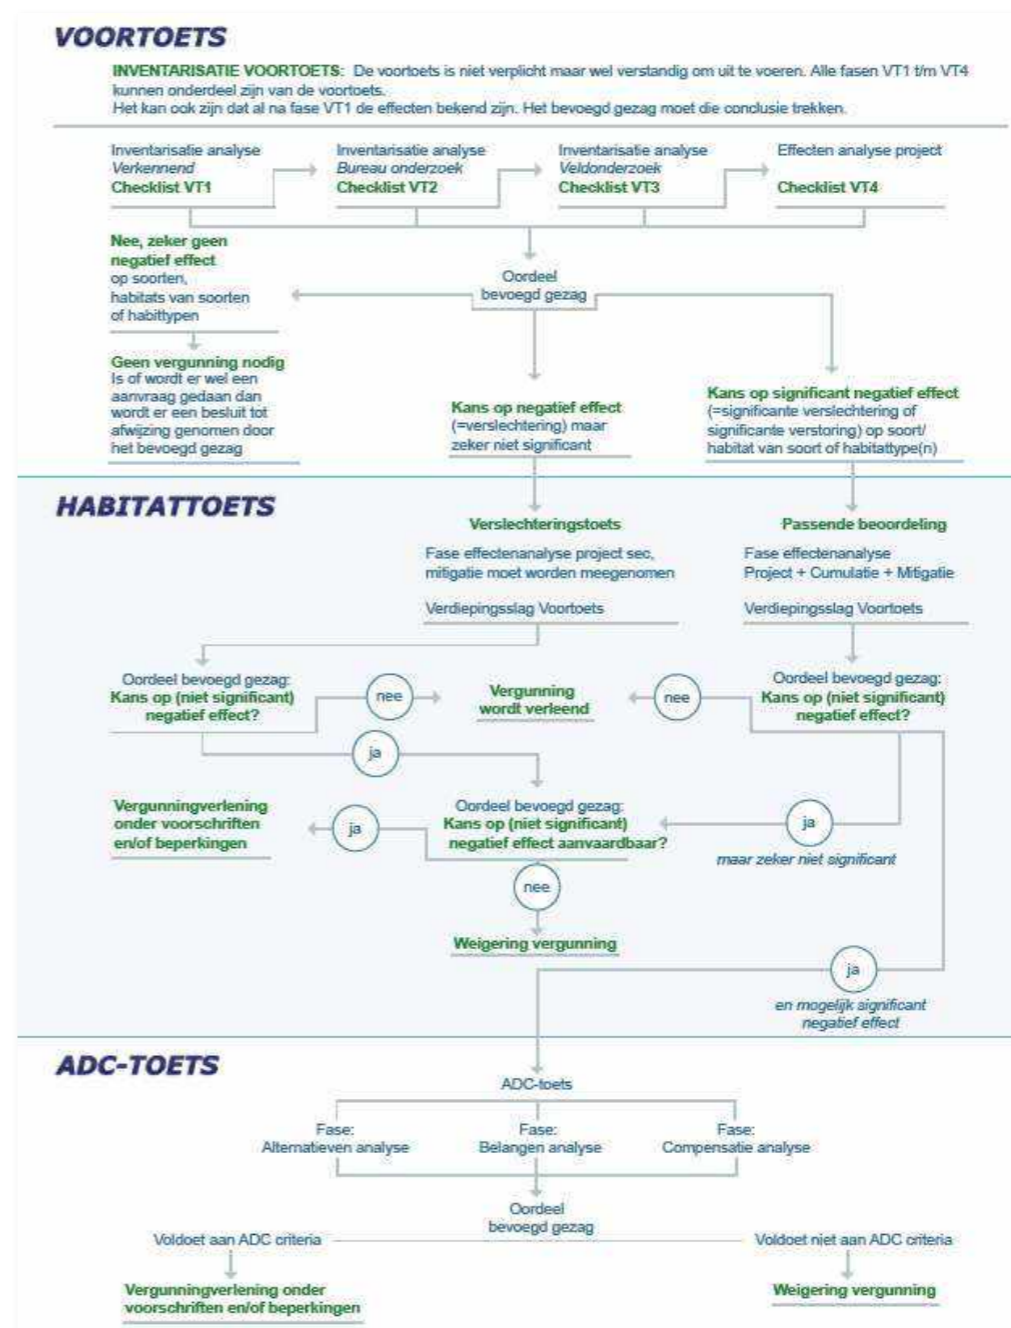 VOORTOETS
INVENTARISATIE VOORTOETS: De voortoets is niet verplicht maar wel verstandig om uit te voeren. Alle fasen VT1 t/m VT4
kunnen onderdeel zijn van de voortoets.
Het kan ook zijn dat al na fase VT1 de effecten bekend zijn. Het bevoegd gezag moet die conclusie trekken.
Inventarisatie analyse
Verkennend
Checklist VT1
Inventarisatie analyse
Bureau onderzoek
Checklist VT2
Inventarisatie analyse
Veldonderzoek
Checklist VT3
Effecten analyse project
Checklist VT4
Nee, zeker geen
negatief effect
op soorten,
habitats van soorten
of habittypen
Oordeel
bevoegd gezag
Geen vergunning nodig
Is of wordt er wel een
aanvraag gedaan dan
wordt er een besluit tot
afwijzing genomen door
het bevoegd gezag
Kans op negatief effect
(=verslechtering) maar
zeker niet significant
Kans op significant negatief effect
(=significante verslechtering of
significante verstoring) op soort/
habitat van soort of habitattype(n)
HABITATTOETS
Verslechteringstoets
Fase effectenanalyse project sec,
mitigatie moet worden meegenomen
Verdiepingsslag Voortoets
Passende beoordeling
Fase effectenanalyse
Project + Cumulatie + Mitigatie
Verdiepingsslag Voortoets
Oordeel bevoegd gezag:
Kans op (niet significant)
negatief effect?
nee
Vergunning
wordt verleend
nee
Oordeel bevoegd gezag:
Kans op (niet significant)
negatief effect?
ja
Vergunningverlening
onder voorschriften
en/of beperkingen
ja
Oordeel bevoegd gezag:
Kans op (niet significant)
negatief effect aanvaardbaar?
ja
maar zeker niet significant
nee
Weigering vergunning
ja
en mogelijk significant
negatief effect
ADC-TOETS
ADC-toets
Fase:
Alternatieven analyse
Fase:
Belangen analyse
Fase:
Compensatie analyse
Oordeel
bevoegd gezag
Voldoet aan ADC criteria
Voldoet niet aan ADC criteria
Vergunningverlening onder
voorschriften en/of beperkingen
Weigering vergunning